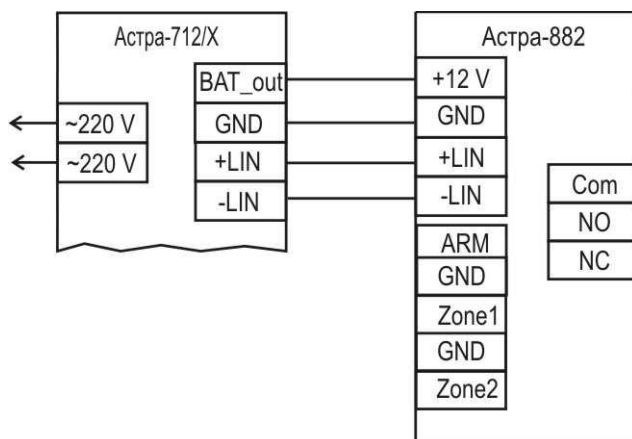 Астра-712/X
BAT_out
GND
+LIN
-LIN
~220 V
~220 V
Астра-882
+12 V
GND
+LIN
-LIN
ARM
GND
Zone1
GND
Zone2
Com
NO
NC